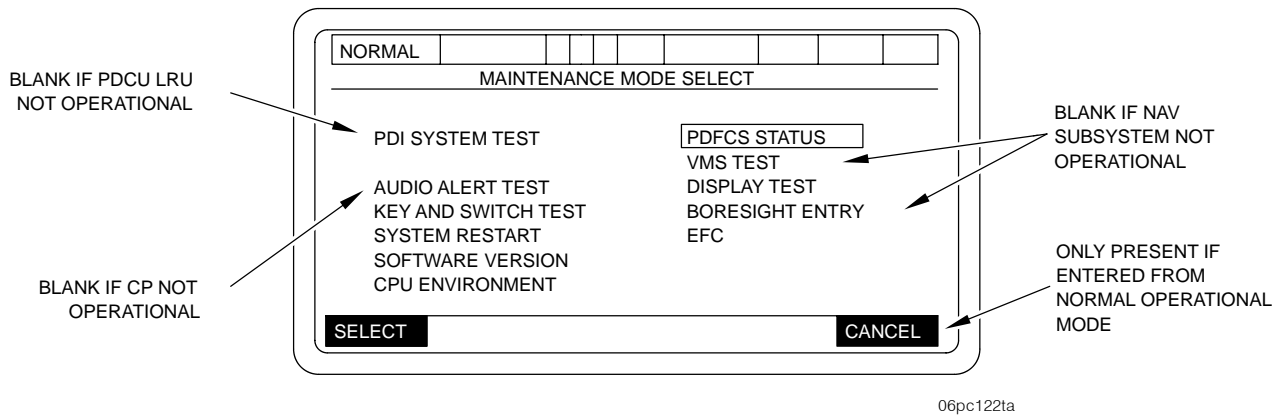 NORMAL
MAINTENANCE MODE SELECT
BLANK IF PDCU LRU
NOT OPERATIONAL
BLANK IF CP NOT
OPERATIONAL
PDI SYSTEM TEST
AUDIO ALERT TEST
KEY AND SWITCH TEST
SYSTEM RESTART
SOFTWARE VERSION
CPU ENVIRONMENT
PDFCS STATUS
VMS TEST
DISPLAY TEST
BORESIGHT ENTRY
EFC
SELECT
CANCEL
BLANK IF NAV
SUBSYSTEM NOT
OPERATIONAL
ONLY PRESENT IF
ENTERED FROM
NORMAL OPERATIONAL
MODE
06pc122ta